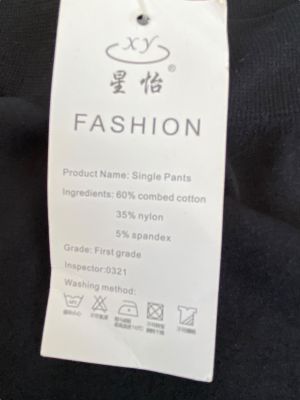 xy
星怡®
FASHION
Product Name: Single Pants
Ingredients: 60% combed cotton
35% nylon
5% spandex
Grade: First grade
Inspector:0321
Washing method: